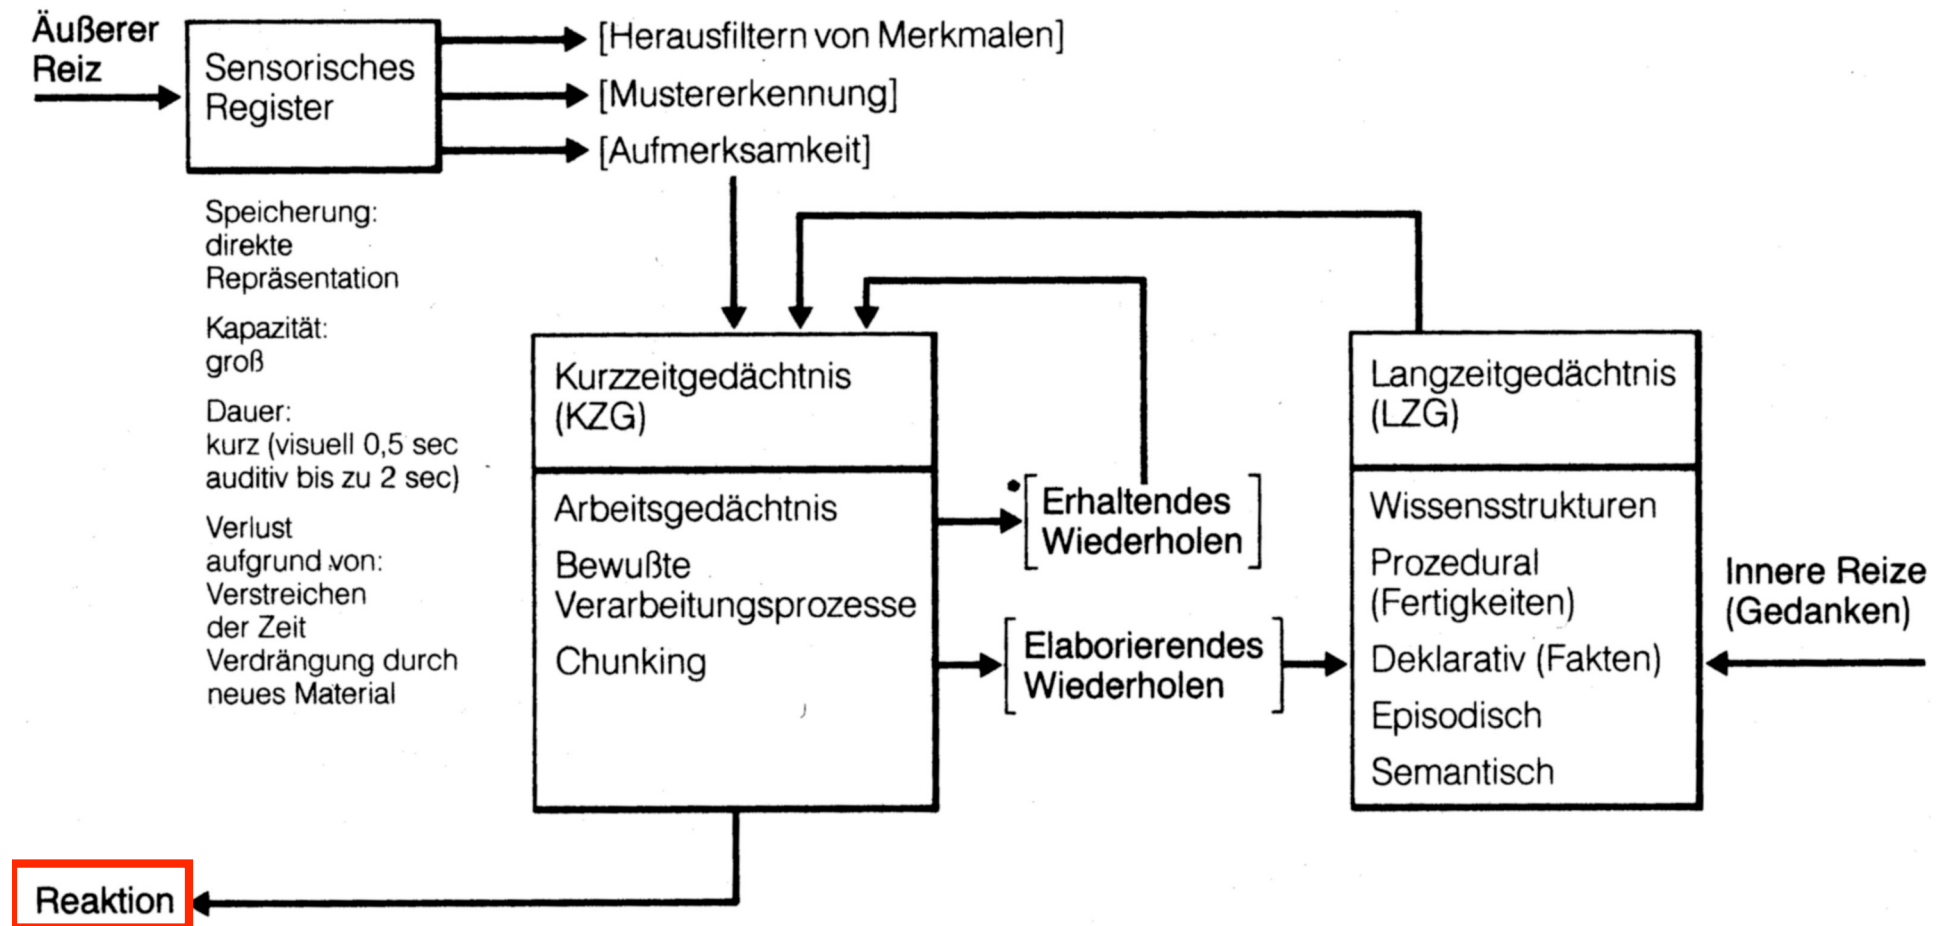 Äußerer
Reiz
Sensorisches
Register
[Herausfiltern von Merkmalen]
[Mustererkennung]
[Aufmerksamkeit]
Speicherung:
direkte
Repräsentation
Kapazität:
groß
Dauer:
kurz (visuell 0,5 sec
auditiv bis zu 2 sec)
Verlust
aufgrund von:
Verstreichen
der Zeit
Verdrängung durch
neues Material
Kurzzeitgedächtnis
(KZG)
Arbeitsgedächtnis
Bewußte
Verarbeitungsprozesse
Chunking
[Erhaltendes
Wiederholen]
[Elaborierendes
Wiederholen]
Langzeitgedächtnis
(LZG)
Wissensstrukturen
Prozedural
(Fertigkeiten)
Deklarativ (Fakten)
Episodisch
Semantisch
Innere Reize
(Gedanken)
Reaktion